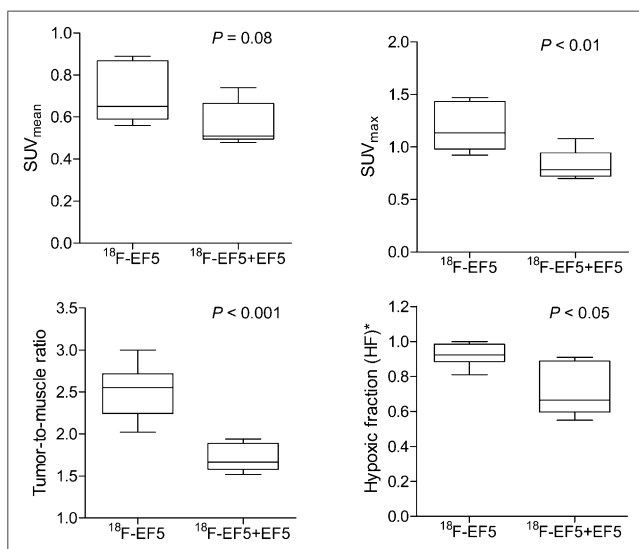 P = 0.08
SUVmean
1.0
0.8
0.6
0.4
0.2
0.0
¹⁸F-EF5
¹⁸F-EF5+EF5
P < 0.01
SUVmax
2.0
1.5
1.0
0.5
0.0
¹⁸F-EF5
¹⁸F-EF5+EF5
P < 0.001
Tumor-to-muscle ratio
3.5
3.0
2.5
2.0
1.5
1.0
¹⁸F-EF5
¹⁸F-EF5+EF5
P < 0.05
Hypoxic fraction (HF)*
1.2
1.0
0.8
0.6
0.4
0.2
0.0
¹⁸F-EF5
¹⁸F-EF5+EF5